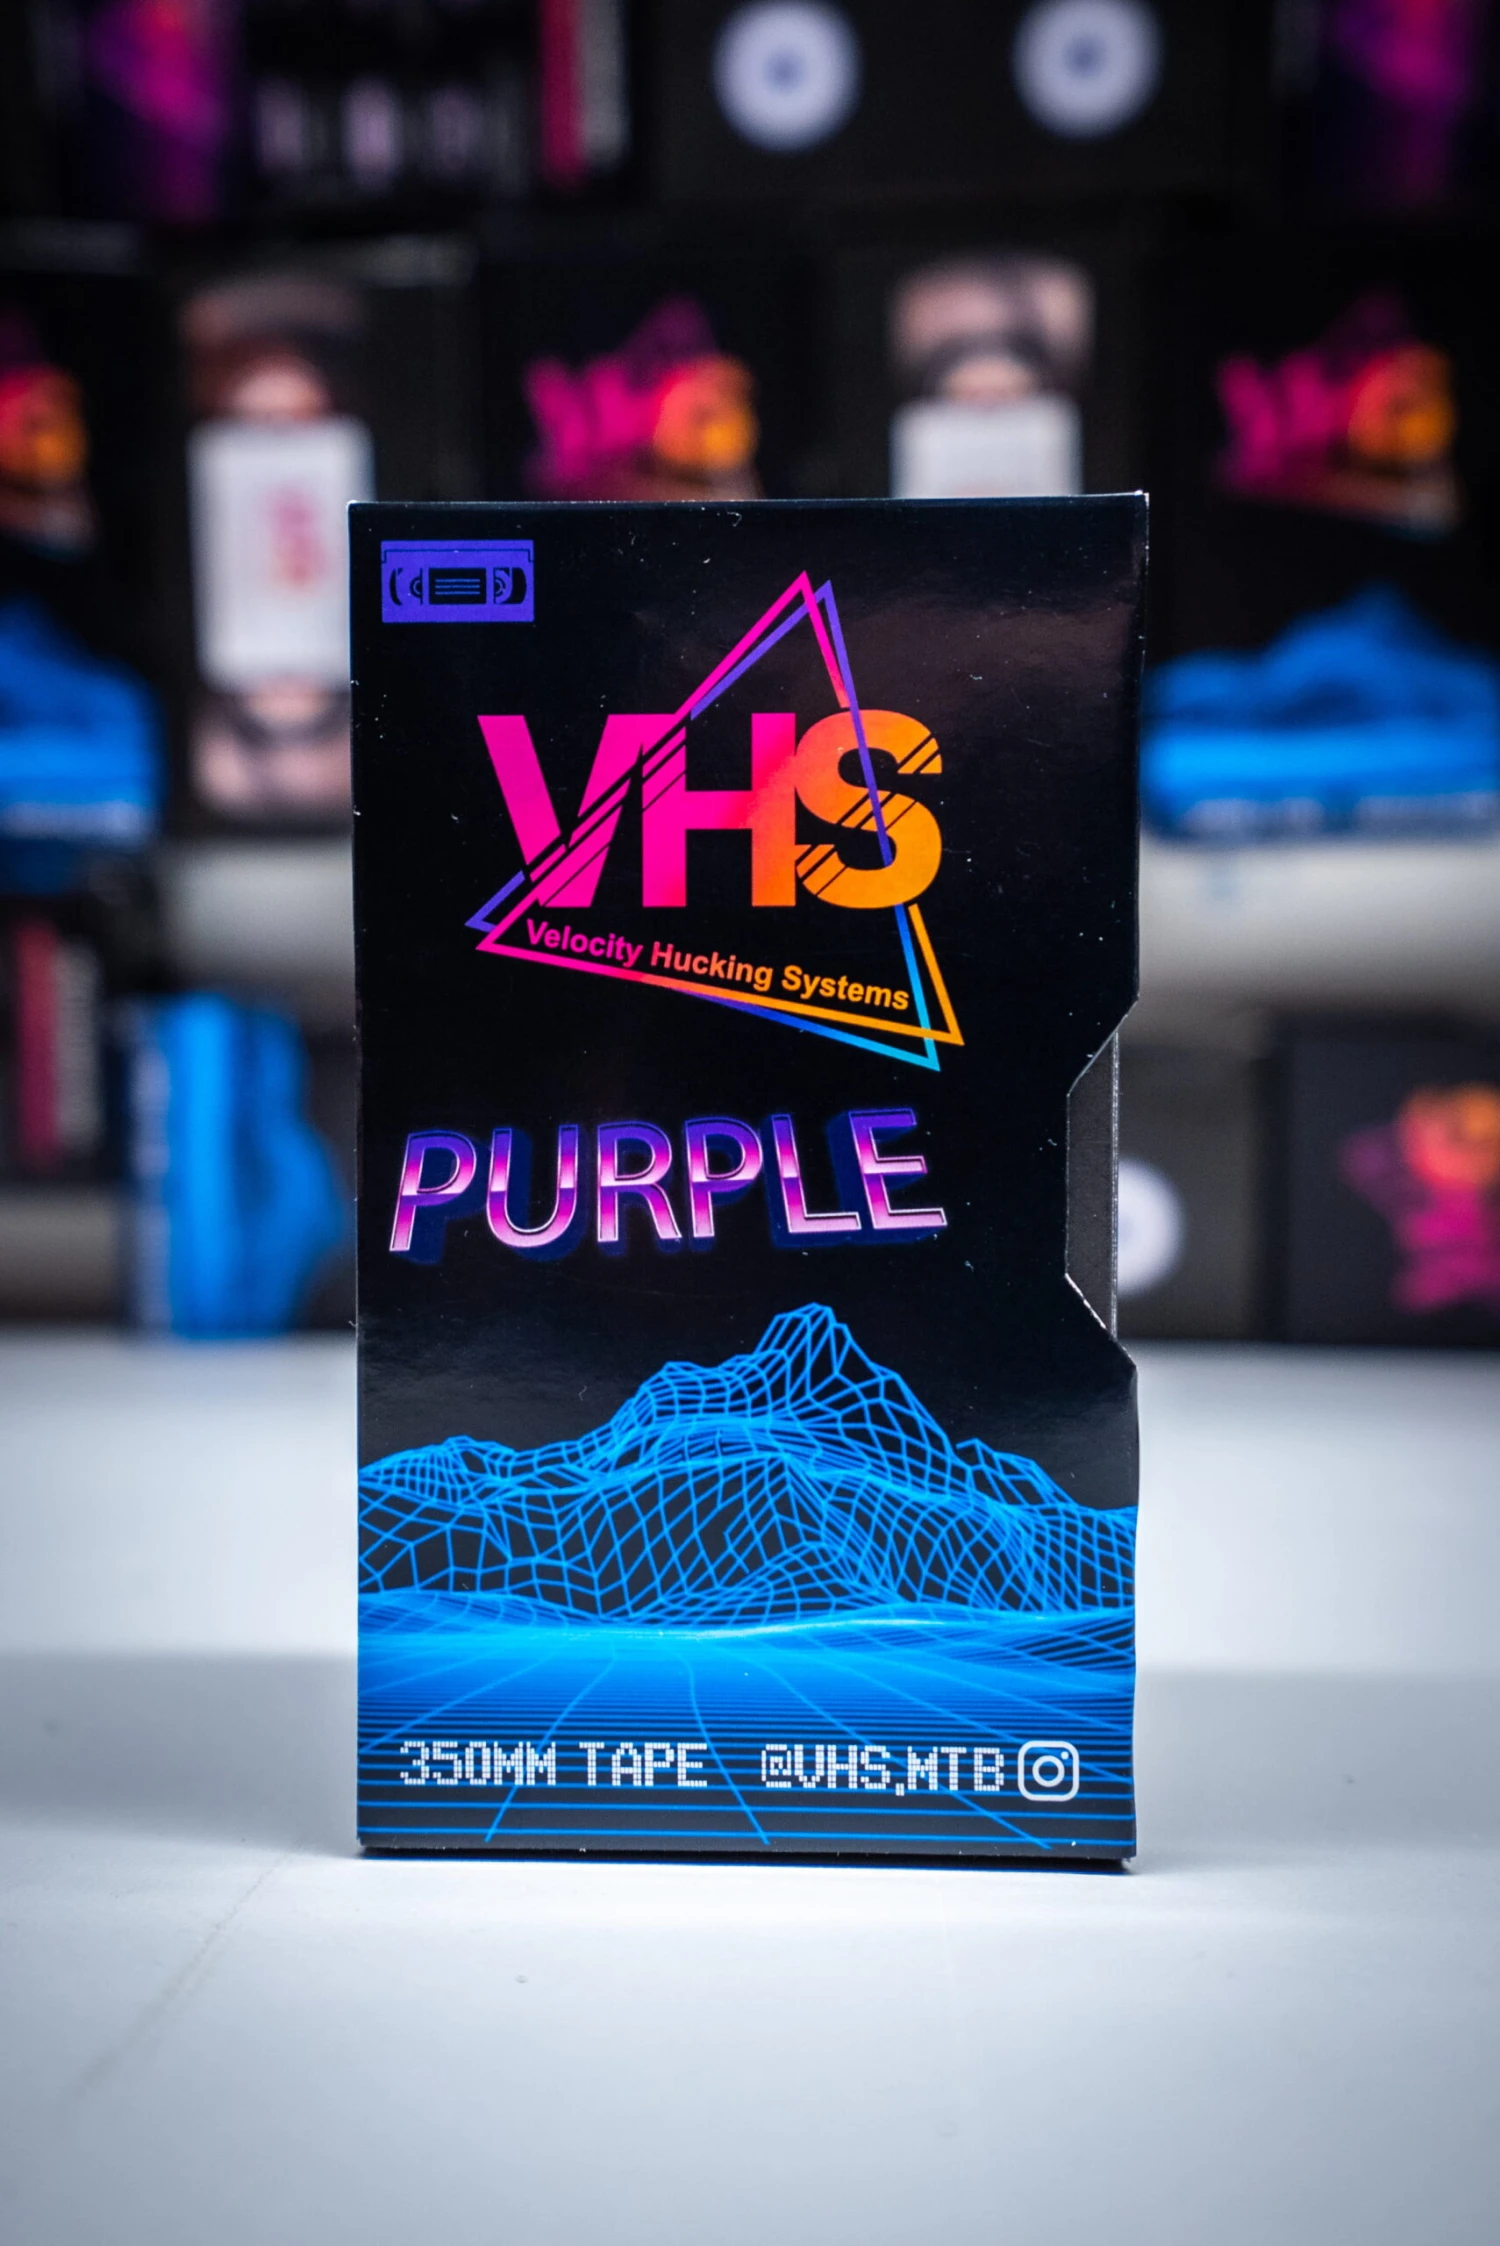 VHS
Velocity Hucking Systems
PURPLE
350MM TAPE @VHS.MTB